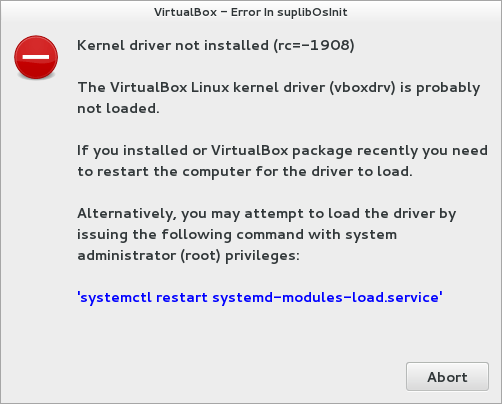 VirtualBox - Error In suplibOsInit
Kernel driver not installed (rc=-1908)
The VirtualBox Linux kernel driver (vboxdrv) is probably
not loaded.
If you installed or VirtualBox package recently you need
to restart the computer for the driver to load.
Alternatively, you may attempt to load the driver by
issuing the following command with system
administrator (root) privileges:
'systemctl restart systemd-modules-load.service'
Abort